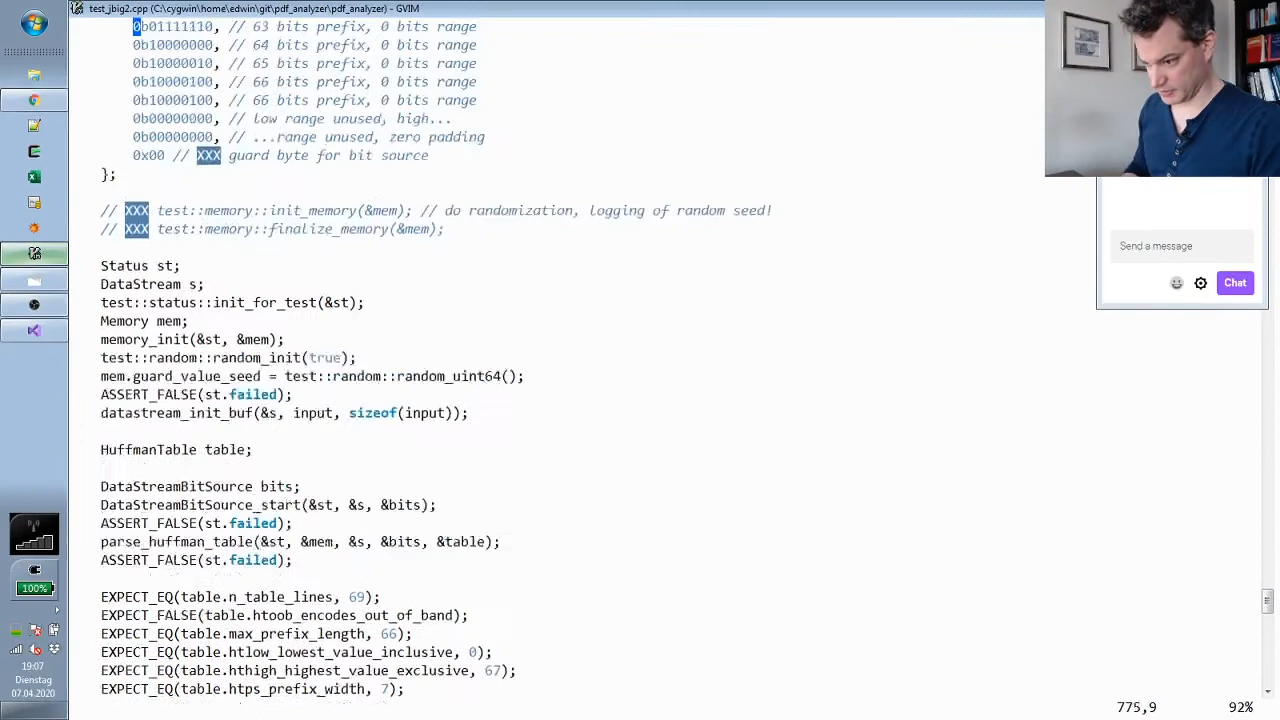 test_jbig2.cpp (C:\cygwin\home\edwin\git\pdf_analyzer\pdf_analyzer) - GVIM
0b01111110, // 63 bits prefix, 0 bits range
0b10000000, // 64 bits prefix, 0 bits range
0b10000010, // 65 bits prefix, 0 bits range
0b10000100, // 66 bits prefix, 0 bits range
0b10000100, // 66 bits prefix, 0 bits range
0b00000000, // low range unused, high...
0b00000000, // ...range unused, zero padding
0x00 // XXX guard byte for bit source
};
// XXX test::memory::init_memory(&mem); // do randomization, logging of random seed!
// XXX test::memory::finalize_memory(&mem);
Status st;
DataStream s;
test::status::init_for_test(&st);
Memory mem;
memory_init(&st, &mem);
test::random::random_init(true);
mem.guard_value_seed = test::random::random_uint64();
ASSERT_FALSE(st.failed);
datastream_init_buf(&s, input, sizeof(input));
HuffmanTable table;
DataStreamBitSource bits;
DataStreamBitSource_start(&st, &s, &bits);
ASSERT_FALSE(st.failed);
parse_huffman_table(&st, &mem, &s, &bits, &table);
ASSERT_FALSE(st.failed);
EXPECT_EQ(table.n_table_lines, 69);
EXPECT_FALSE(table.htoob_encodes_out_of_band);
EXPECT_EQ(table.max_prefix_length, 66);
EXPECT_EQ(table.htlow_lowest_value_inclusive, 0);
EXPECT_EQ(table.hthigh_highest_value_exclusive, 67);
EXPECT_EQ(table.htps_prefix_width, 7);
775,9 92%
Send a message
Chat
100%
19:07
Dienstag
07.04.2020